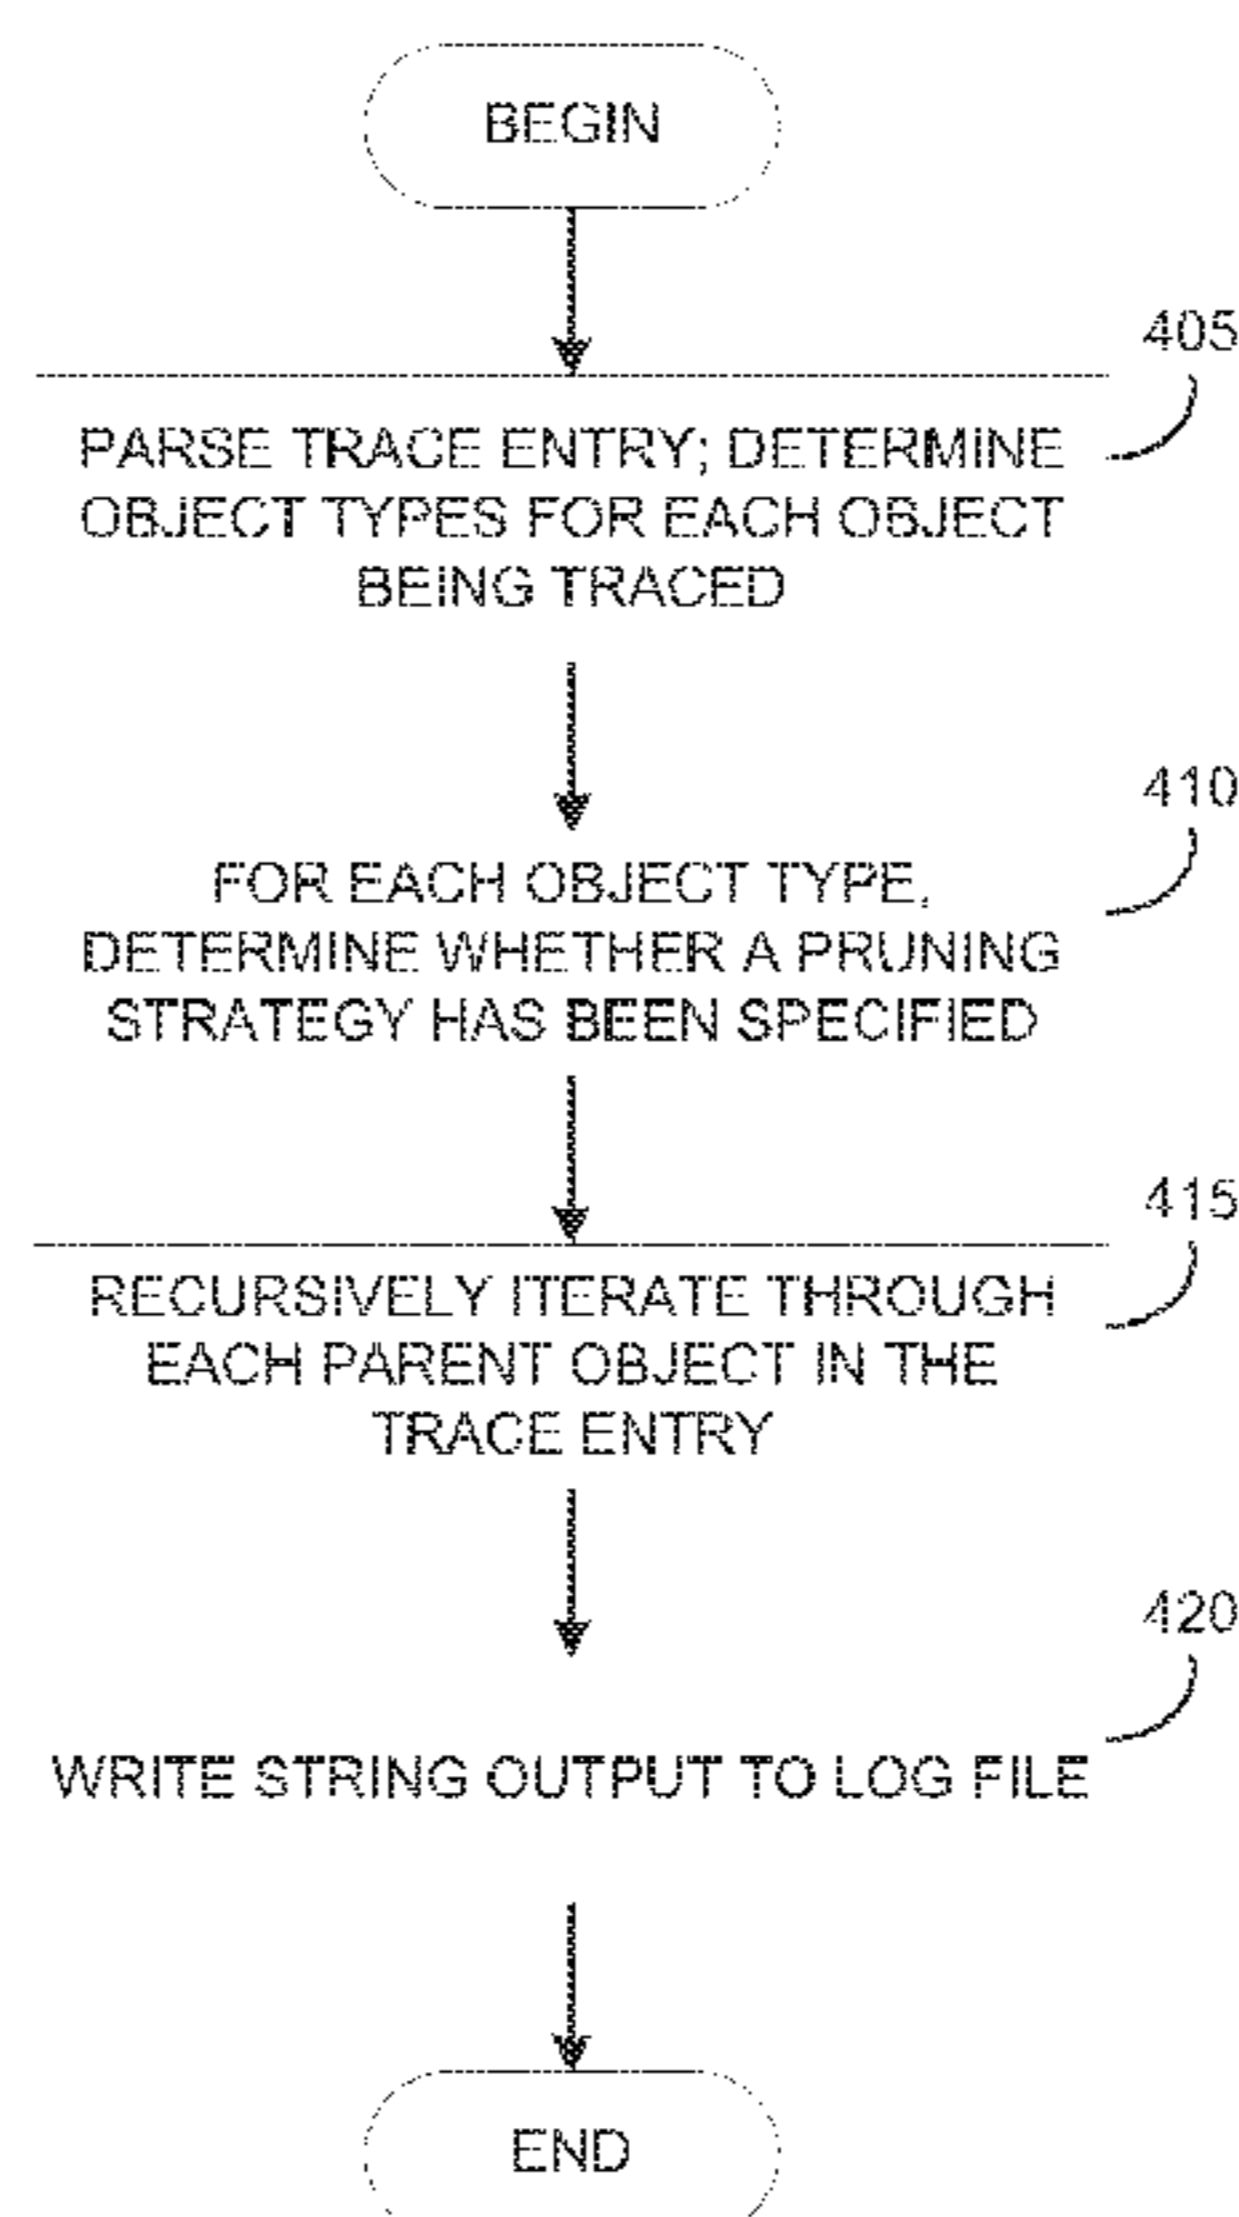 BEGIN
405
PARSE TRACE ENTRY; DETERMINE
OBJECT TYPES FOR EACH OBJECT
BEING TRACED
410
FOR EACH OBJECT TYPE,
DETERMINE WHETHER A PRUNING
STRATEGY HAS BEEN SPECIFIED
415
RECURSIVELY ITERATE THROUGH
EACH PARENT OBJECT IN THE
TRACE ENTRY
420
WRITE STRING OUTPUT TO LOG FILE
END